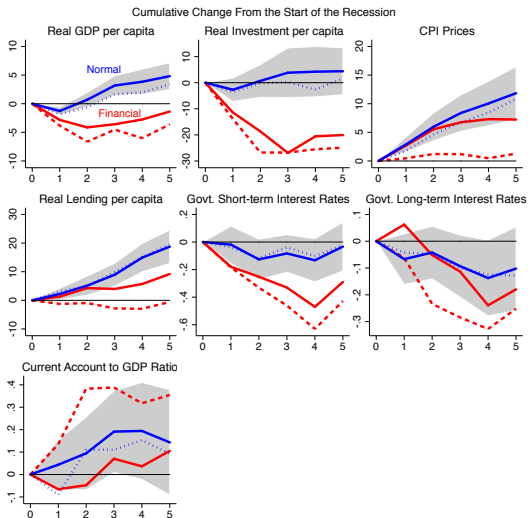 Cumulative Change From the Start of the Recession
Real GDP per capita
Real Investment per capita
CPI Prices
10
5
0
-5
-10
Normal
Financial
0 1 2 3 4 5
10
0
-10
-20
-30
0 1 2 3 4 5
20
15
10
5
0
0 1 2 3 4 5
Real Lending per capita
Govt. Short-term Interest Rates
Govt. Long-term Interest Rates
30
20
10
0
-10
0 1 2 3 4 5
.2
0
-.2
-.4
-.6
0 1 2 3 4 5
.1
0
-.1
-.2
-.3
0 1 2 3 4 5
Current Account to GDP Ratio
.4
.3
.2
.1
0
-.1
0 1 2 3 4 5